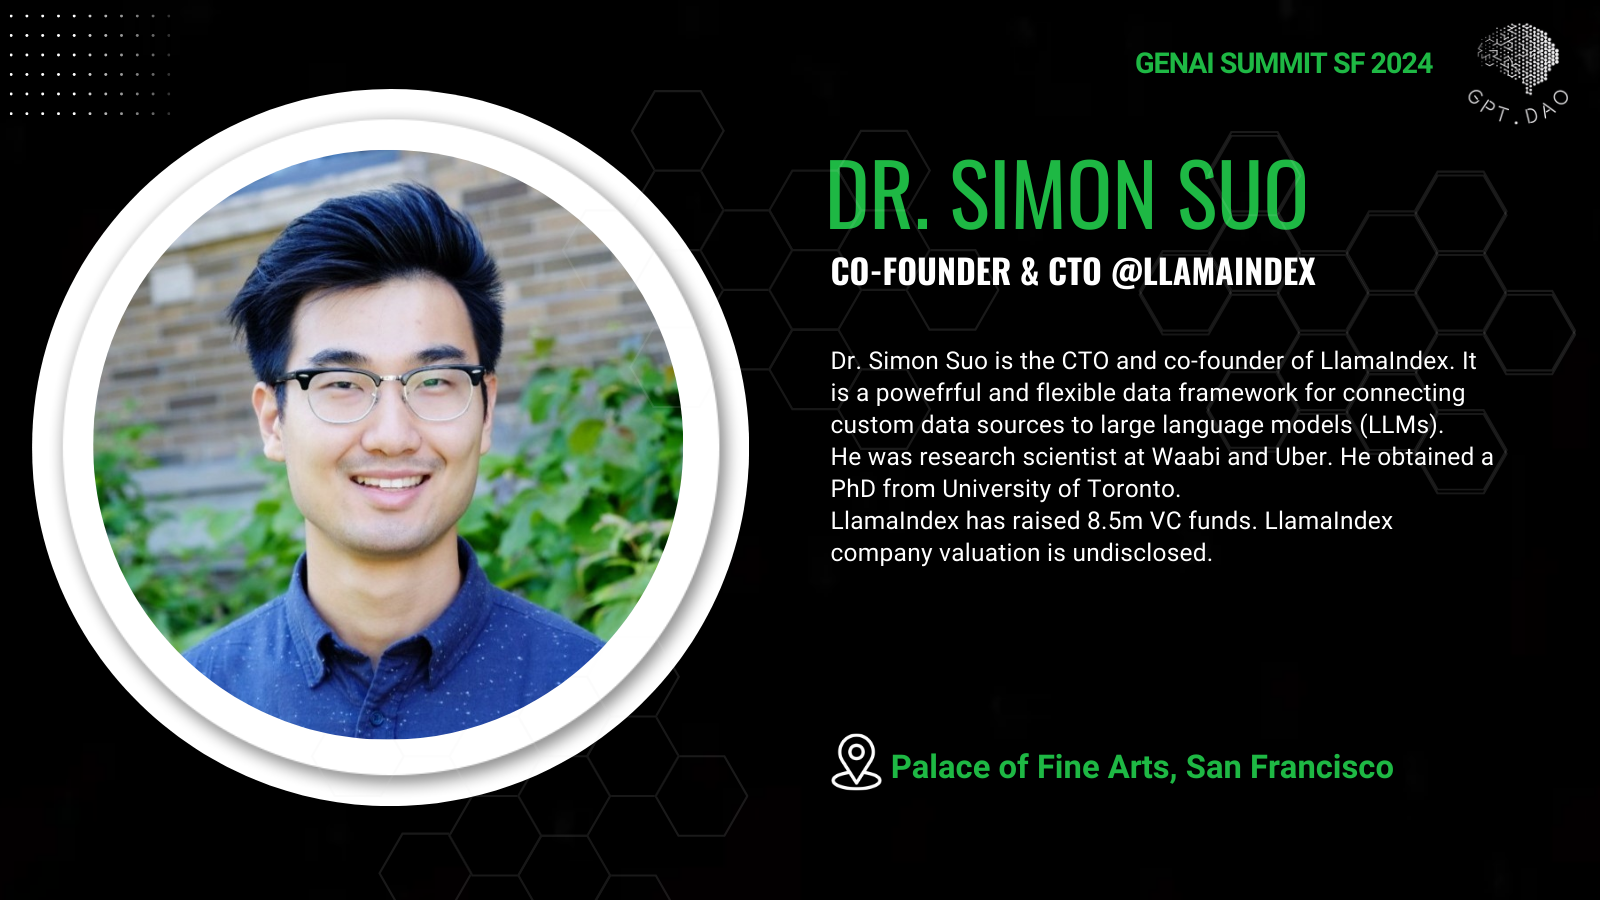 GENAI SUMMIT SF 2024
GPT.DAO
DR. SIMON SUO
CO-FOUNDER & CTO @LLAMAINDEX
Dr. Simon Suo is the CTO and co-founder of LlamaIndex. It
is a powefrful and flexible data framework for connecting
custom data sources to large language models (LLMs).
He was research scientist at Waabi and Uber. He obtained a
PhD from University of Toronto.
LlamaIndex has raised 8.5m VC funds. LlamaIndex
company valuation is undisclosed.
Palace of Fine Arts, San Francisco